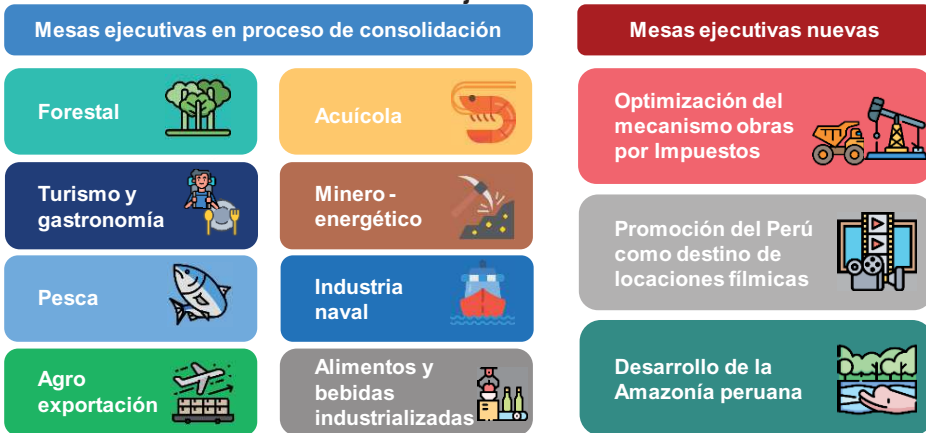 Mesas ejecutivas en proceso de consolidación
Forestal
Acuícola
Turismo y
gastronomía
Minero -
energético
Pesca
Industria
naval
Agro
exportación
Alimentos y
bebidas
industrializadas
Mesas ejecutivas nuevas
Optimización del
mecanismo obras
por Impuestos
Promoción del Perú
como destino de
locaciones fílmicas
Desarrollo de la
Amazonía peruana